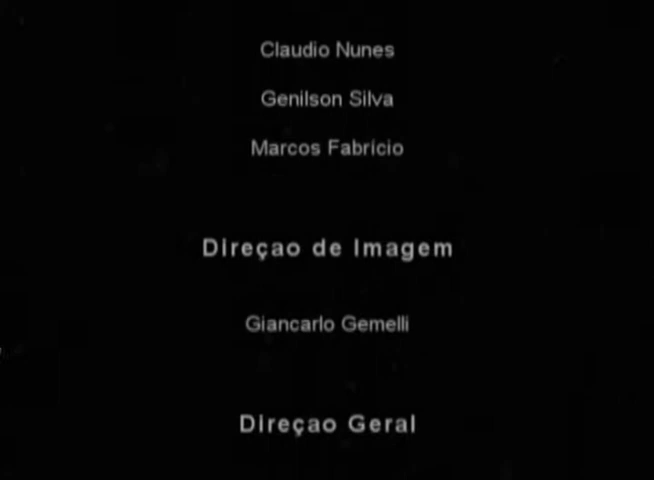 Claudio Nunes
Genilson Silva
Marcos Fabrício
Direçao de Imagem
Giancarlo Gemelli
Direçao Geral